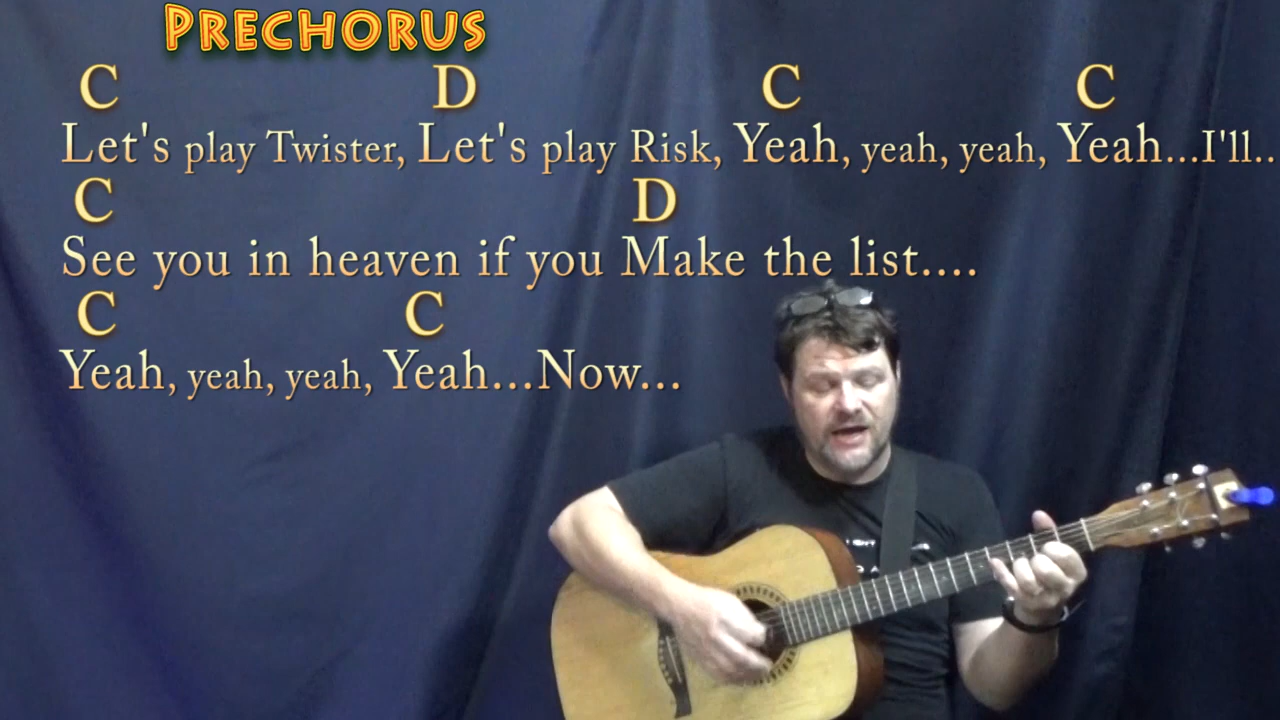 PRECHORUS
C D C C
Let's play Twister, Let's play Risk, Yeah, yeah, yeah, Yeah...I'll..
C D
See you in heaven if you Make the list....
C C
Yeah, yeah, yeah, Yeah...Now...